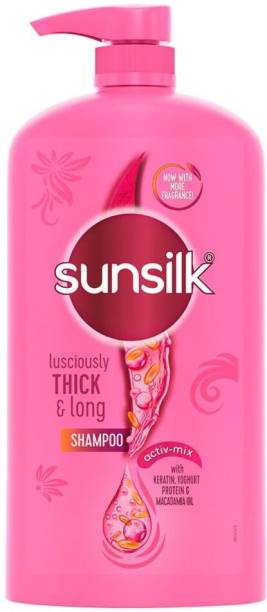 NOW WITH
MORE
FRAGRANCE!
sunsilk®
lusciously
THICK
& long
SHAMPOO
activ-mix
with
KERATIN, YOGHURT
PROTEIN &
MACADAMIA OIL